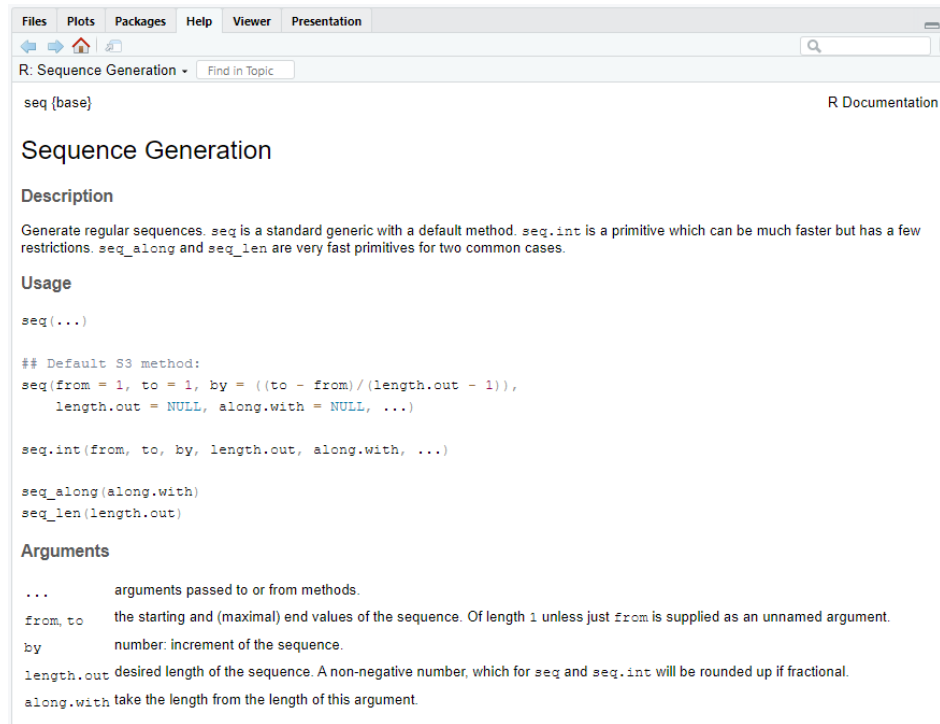 Files Plots Packages Help Viewer Presentation
R: Sequence Generation Find in Topic
seq {base} R Documentation
Sequence Generation
Description
Generate regular sequences. seq is a standard generic with a default method. seq.int is a primitive which can be much faster but has a few
restrictions. seq_along and seq_len are very fast primitives for two common cases.
Usage
seq(...)
## Default S3 method:
seq(from = 1, to = 1, by = ((to - from)/(length.out - 1)),
    length.out = NULL, along.with = NULL, ...)
seq.int(from, to, by, length.out, along.with, ...)
seq_along(along.with)
seq_len(length.out)
Arguments
... arguments passed to or from methods.
from, to the starting and (maximal) end values of the sequence. Of length 1 unless just from is supplied as an unnamed argument.
by number: increment of the sequence.
length.out desired length of the sequence. A non-negative number, which for seq and seq.int will be rounded up if fractional.
along.with take the length from the length of this argument.